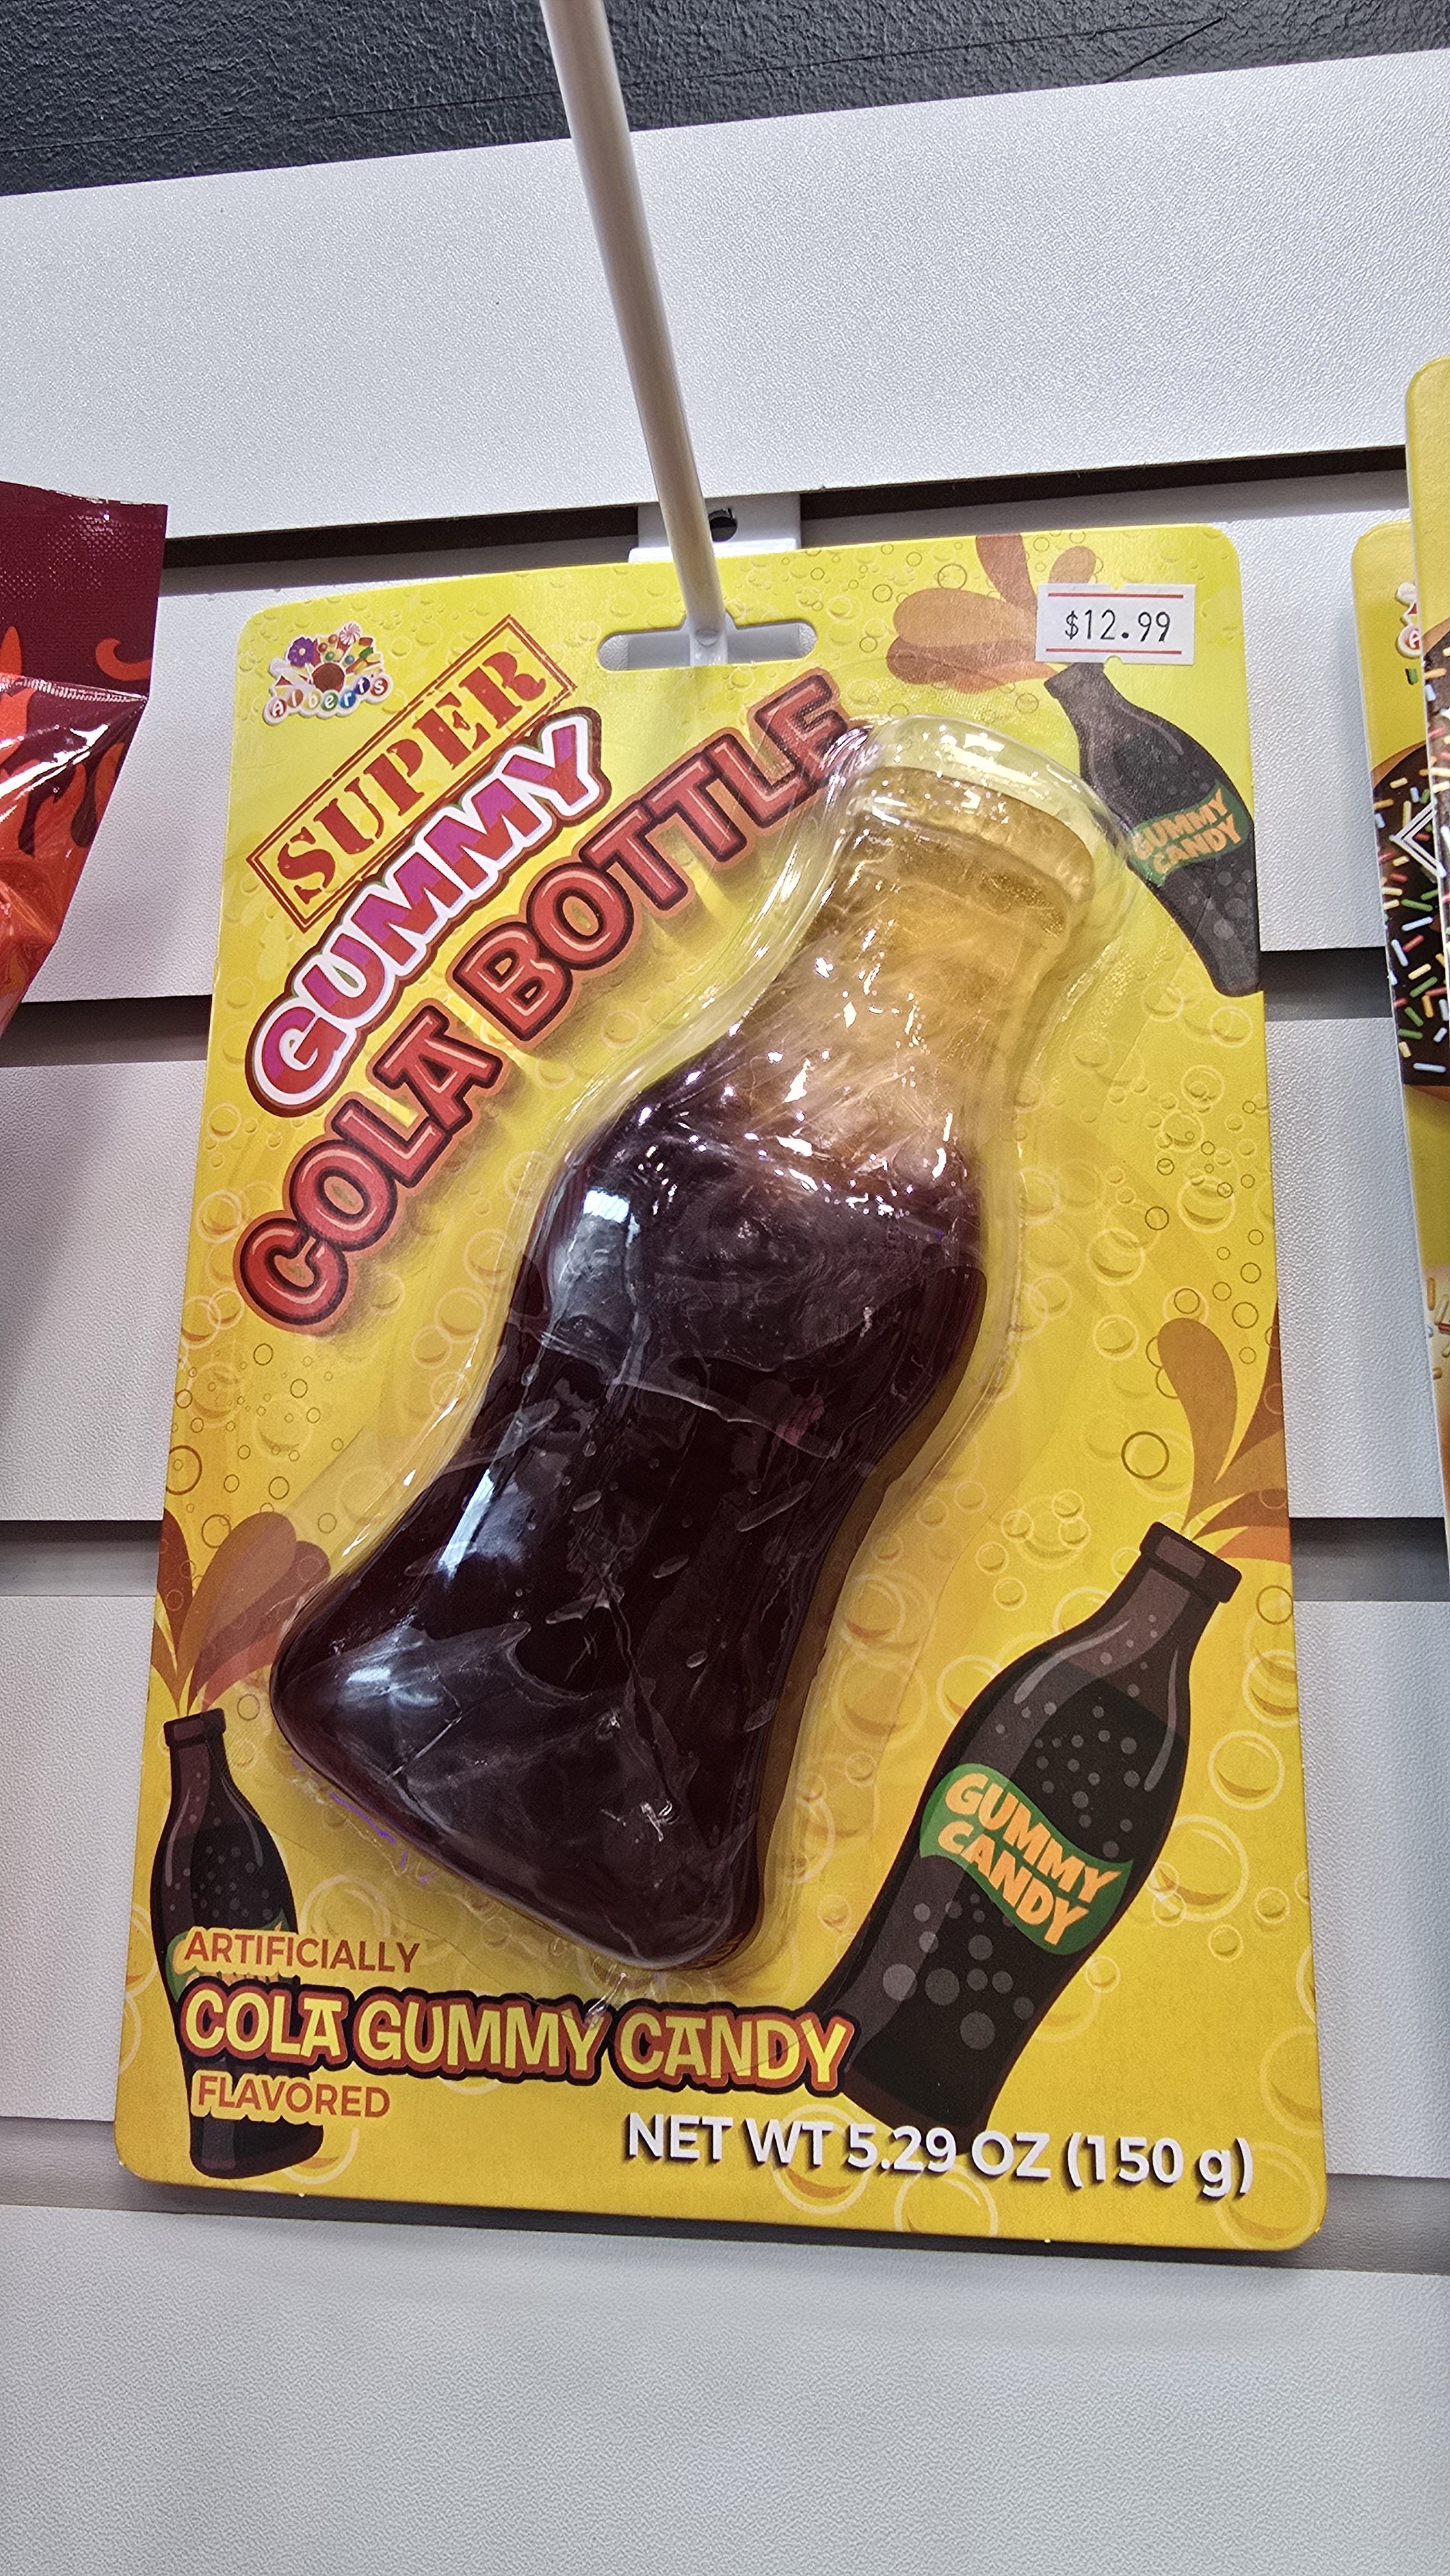 Albert's
$12.99
SUPER
GUMMY
COLA BOTTLE
GUMMY
CANDY
GUMMY
CANDY
ARTIFICIALLY
COLA GUMMY CANDY
FLAVORED
NET WT 5.29 OZ (150 g)